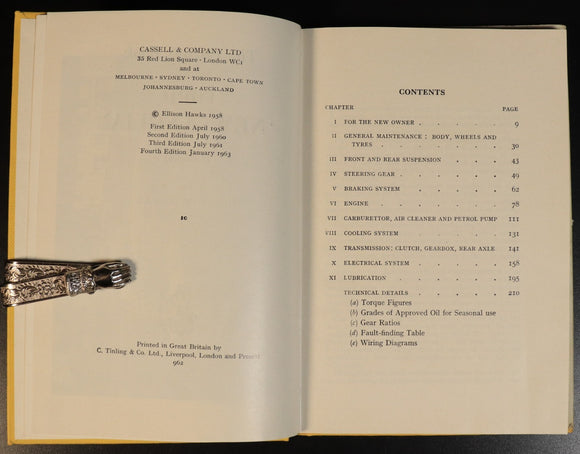 CASSELL & COMPANY LTD
35 Red Lion Square · London WC1
and at
MELBOURNE · SYDNEY · TORONTO · CAPE TOWN
JOHANNESBURG · AUCKLAND
© Ellison Hawks 1958
First Edition April 1958
Second Edition July 1960
Third Edition July 1961
Fourth Edition January 1963
Printed in Great Britain by
C. Tinling & Co. Ltd., Liverpool, London and Prescot
962
CONTENTS
CHAPTER PAGE
I FOR THE NEW OWNER . . . . . 9
II GENERAL MAINTENANCE : BODY, WHEELS AND
TYRES . . . . . . . 30
III FRONT AND REAR SUSPENSION . . . . 43
IV STEERING GEAR . . . . . . 49
V BRAKING SYSTEM . . . . . . 62
VI ENGINE . . . . . . . 78
VII CARBURETTOR, AIR CLEANER AND PETROL PUMP 111
VIII COOLING SYSTEM . . . . . . 131
IX TRANSMISSION: CLUTCH, GEARBOX, REAR AXLE 141
X ELECTRICAL SYSTEM . . . . . 158
XI LUBRICATION . . . . . . 195
TECHNICAL DETAILS . . . . . 210
(a) Torque Figures
(b) Grades of Approved Oil for Seasonal use
(c) Gear Ratios
(d) Fault-finding Table
(e) Wiring Diagrams